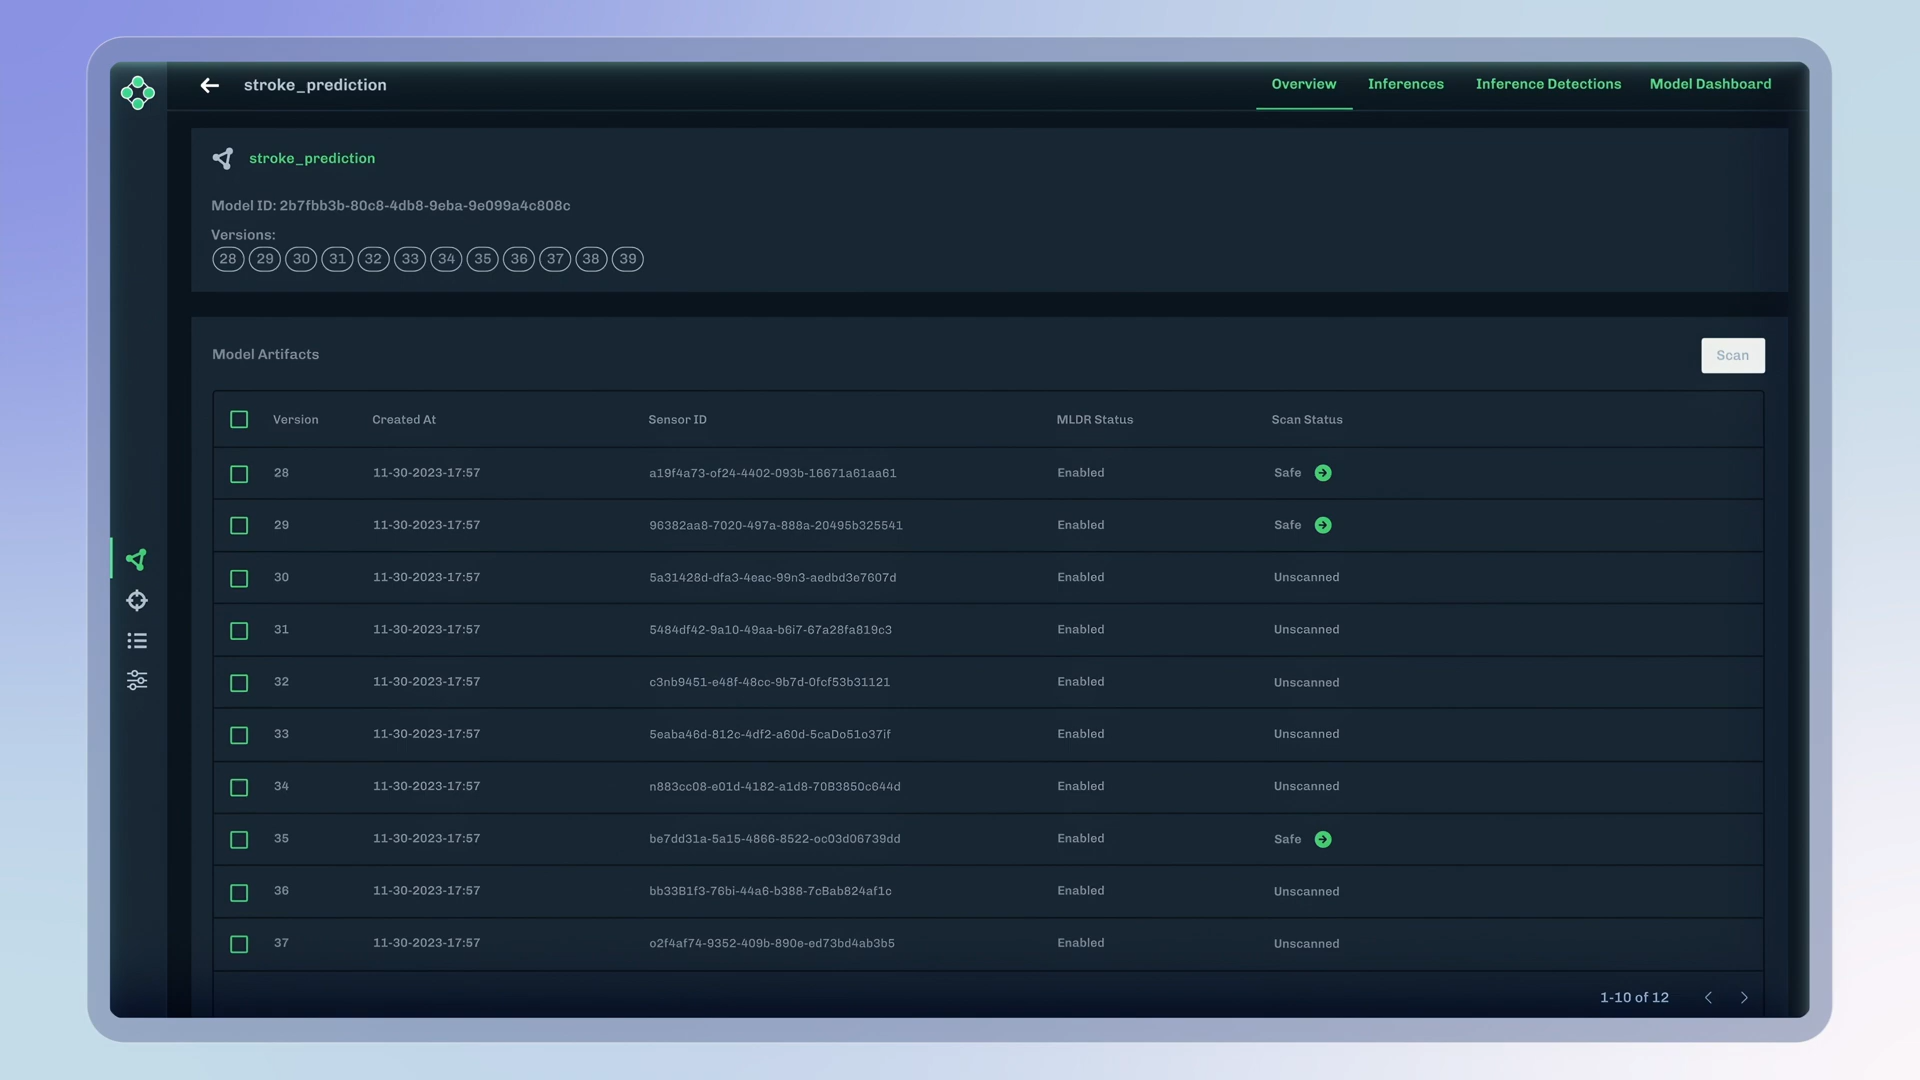 stroke_prediction Overview Inferences Inference Detections Model Dashboard
stroke_prediction
Model ID: 2b7fbb3b-80c8-4db8-9eba-9e099a4c808c
Versions:
28 29 30 31 32 33 34 35 36 37 38 39
Model Artifacts Scan
Version Created At Sensor ID MLDR Status Scan Status
28 11-30-2023-17:57 a19f4a73-of24-4402-093b-16671a61aa61 Enabled Safe
29 11-30-2023-17:57 96382aa8-7020-497a-888a-20495b325541 Enabled Safe
30 11-30-2023-17:57 5a31428d-dfa3-4eac-99n3-aedbd3e7607d Enabled Unscanned
31 11-30-2023-17:57 5484df42-9a10-49aa-b6i7-67a28fa819c3 Enabled Unscanned
32 11-30-2023-17:57 c3nb9451-e48f-48cc-9b7d-0fcf53b31121 Enabled Unscanned
33 11-30-2023-17:57 5eaba46d-812c-4df2-a60d-5caDo51o37if Enabled Unscanned
34 11-30-2023-17:57 n883cc08-e01d-4182-a1d8-70B3850c644d Enabled Unscanned
35 11-30-2023-17:57 be7dd31a-5a15-4866-8522-oc03d06739dd Enabled Safe
36 11-30-2023-17:57 bb33B1f3-76bi-44a6-b388-7cBab824af1c Enabled Unscanned
37 11-30-2023-17:57 o2f4af74-9352-409b-890e-ed73bd4ab3b5 Enabled Unscanned
1-10 of 12